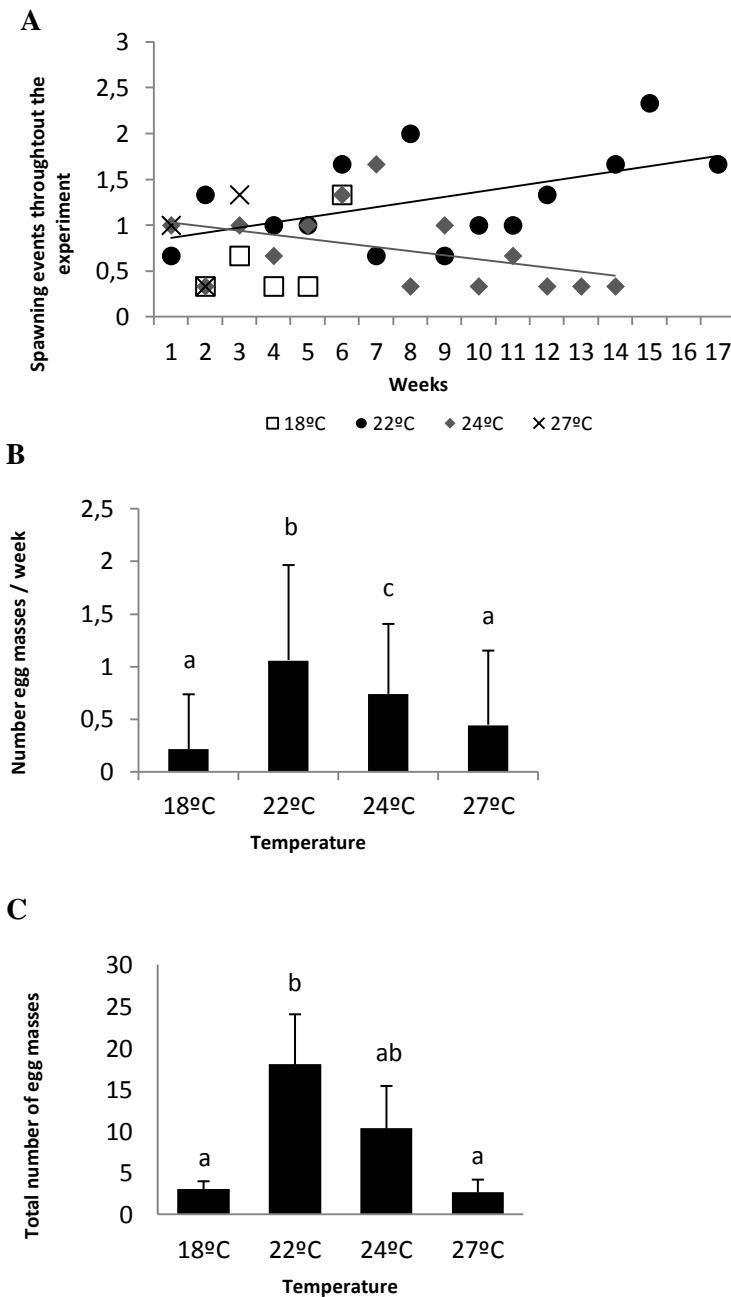 A
Spawning events throughtout the
experiment
3
2,5
2
1,5
1
0,5
0
1 2 3 4 5 6 7 8 9 10 11 12 13 14 15 16 17
Weeks
18ºC 22ºC 24ºC 27ºC
B
Number egg masses / week
2,5
2
1,5
1
0,5
0
a
b
c
a
18ºC 22ºC 24ºC 27ºC
Temperature
C
Total number of egg masses
30
25
20
15
10
5
0
a
b
ab
a
18ºC 22ºC 24ºC 27ºC
Temperature